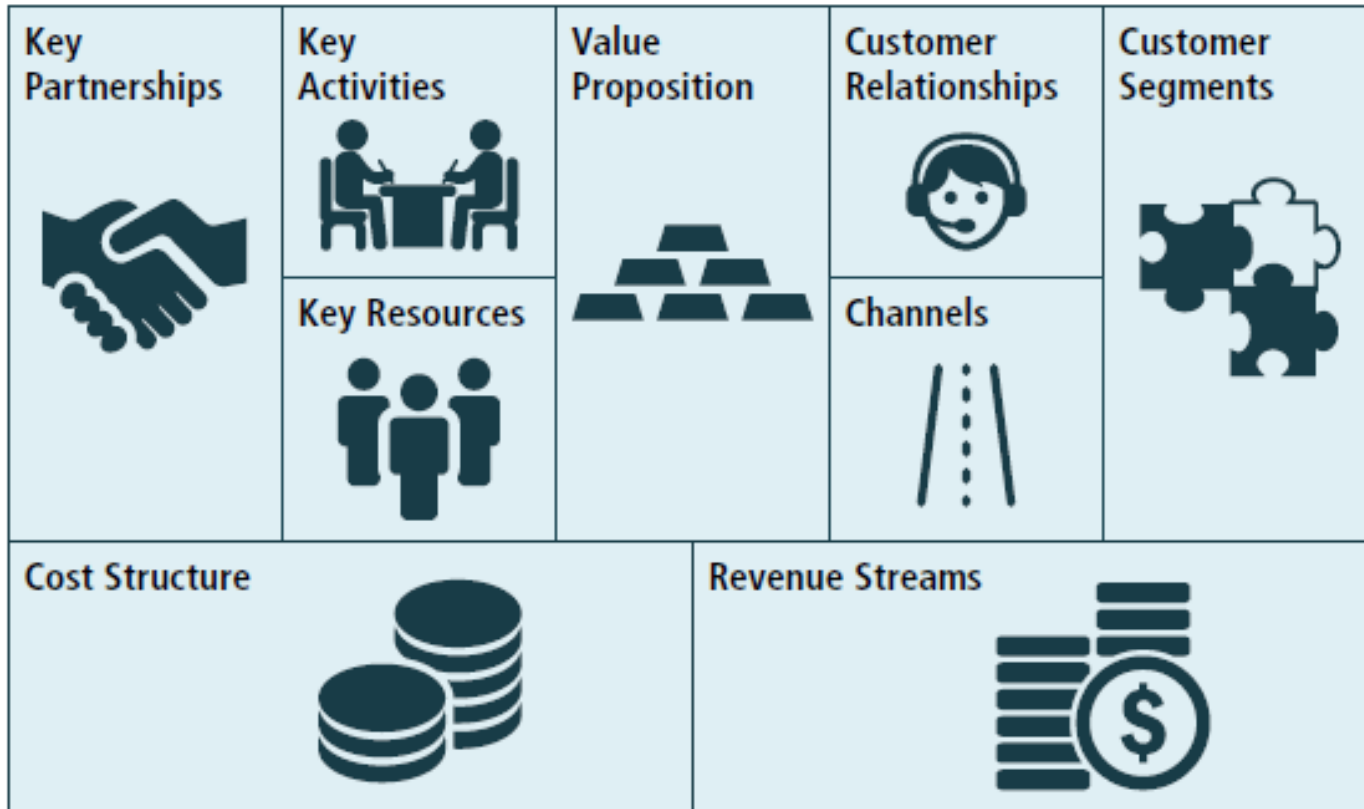 Key
Partnerships
Key
Activities
Key Resources
Value
Proposition
Customer
Relationships
Channels
Customer
Segments
Cost Structure
Revenue Streams
$